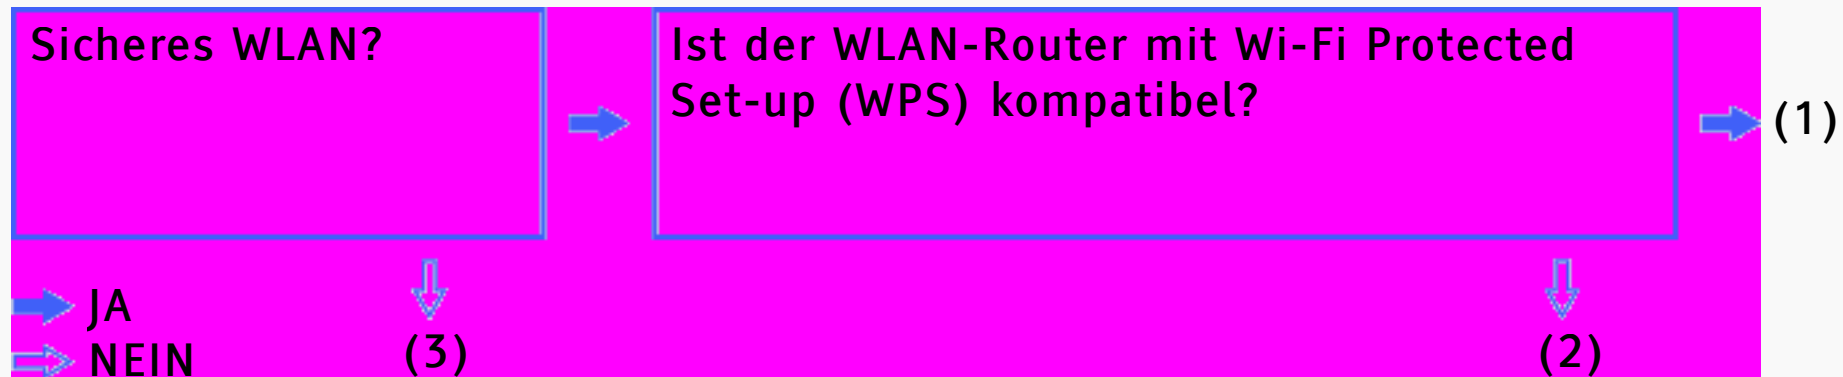 Sicheres WLAN?
Ist der WLAN-Router mit Wi-Fi Protected
Set-up (WPS) kompatibel?
(1)
JA
NEIN
(3)
(2)